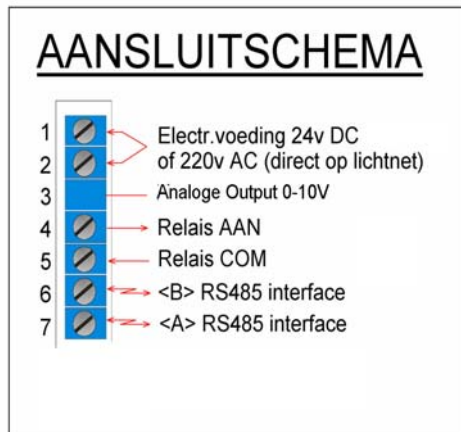 AANSLUITSCHEMA
1
Electr.voeding 24v DC
2
of 220v AC (direct op lichtnet)
3
Analoge Output 0-10V
4
Relais AAN
5
Relais COM
6
<B> RS485 interface
7
<A> RS485 interface